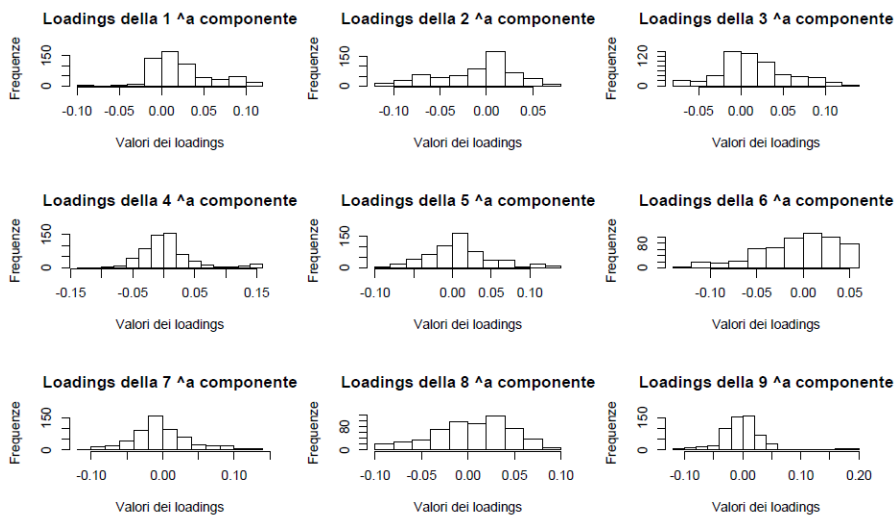 Loadings della 1 ^a componente
Frequenze
0 150
-0.10 0.00 0.05 0.10
Valori dei loadings
Loadings della 2 ^a componente
Frequenze
0 150
-0.10 -0.05 0.00 0.05
Valori dei loadings
Loadings della 3 ^a componente
Frequenze
0 120
-0.05 0.00 0.05 0.10
Valori dei loadings
Loadings della 4 ^a componente
Frequenze
0 150
-0.15 -0.05 0.05 0.15
Valori dei loadings
Loadings della 5 ^a componente
Frequenze
0 150
-0.10 0.00 0.05 0.10
Valori dei loadings
Loadings della 6 ^a componente
Frequenze
0 80
-0.10 -0.05 0.00 0.05
Valori dei loadings
Loadings della 7 ^a componente
Frequenze
0 150
-0.10 0.00 0.10
Valori dei loadings
Loadings della 8 ^a componente
Frequenze
0 80
-0.10 -0.05 0.00 0.05 0.10
Valori dei loadings
Loadings della 9 ^a componente
Frequenze
0 150
-0.10 0.00 0.10 0.20
Valori dei loadings